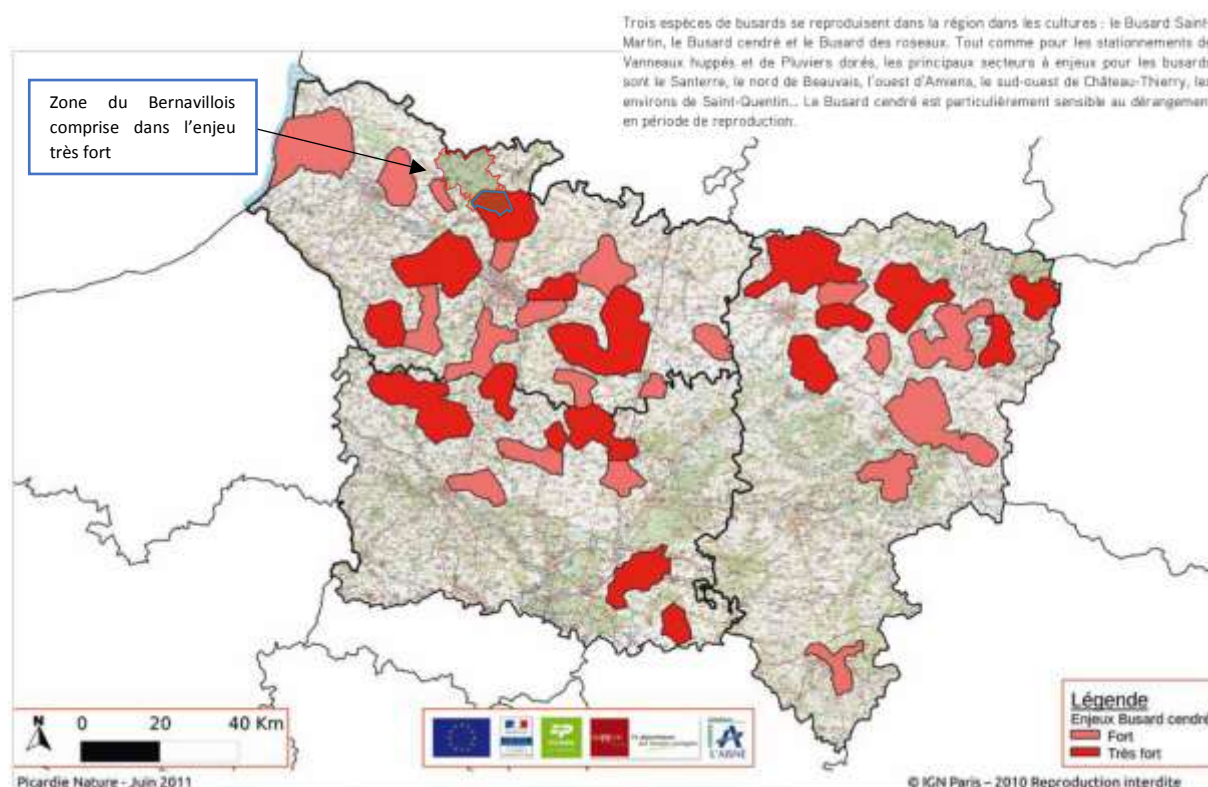 Trois espèces de busards se reproduisent dans la région dans les cultures : le Busard Saint-
Martin, le Busard cendré et le Busard des roseaux. Tout comme pour les stationnements de
Vanneaux huppés et de Pluviers dorés, les principaux secteurs à enjeux pour les busards
sont le Santerre, le nord de Beauvais, l'ouest d'Amiens, le sud-ouest de Château-Thierry, les
environs de Saint-Quentin... Le Busard cendré est particulièrement sensible au dérangement
en période de reproduction.
Zone du Bernavillois
comprise dans l'enjeu
très fort
N
0 20 40 Km
L'AISNE
Légende
Enjeux Busard cendré
Fort
Très fort
Picardie Nature - Juin 2011
© IGN Paris – 2010 Reproduction interdite